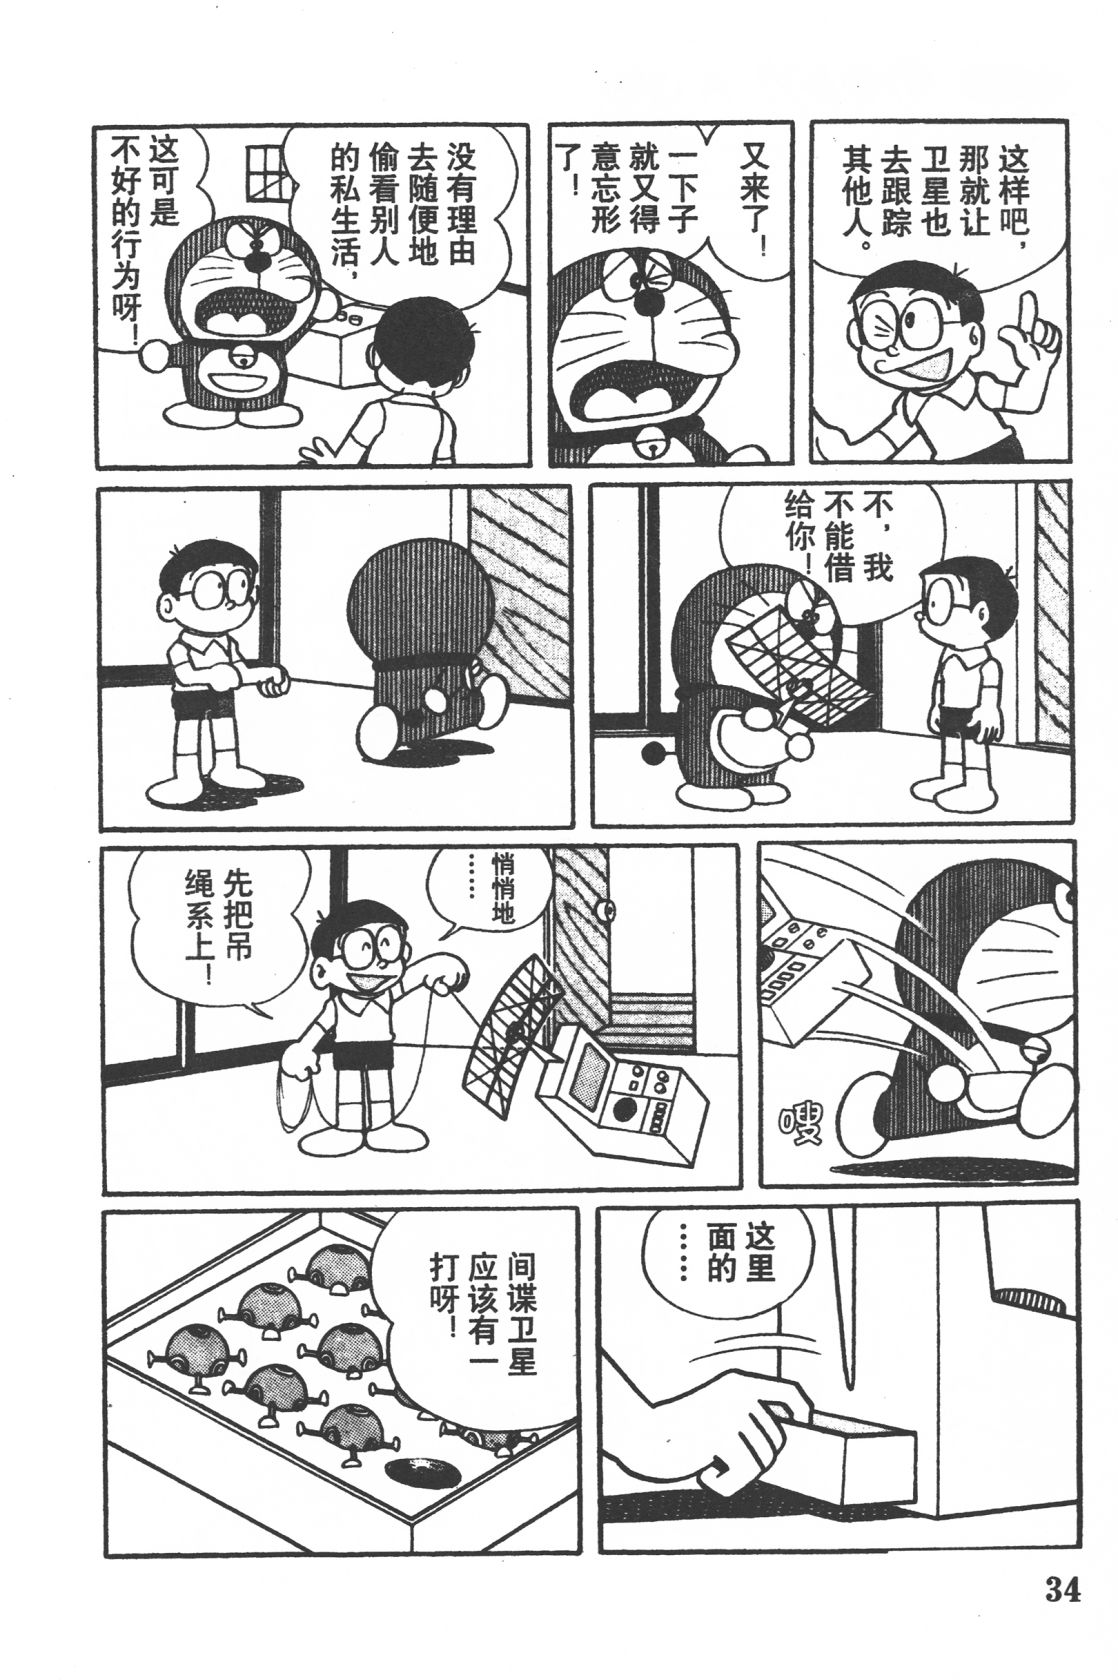 这样吧，
那就让
卫星也
去跟踪
其他人。
又来了！
一下子
就又得
意忘形
了！
没有理由
去随便地
偷看别人
的私生活，
这可是
不好的行为呀！
不，我
不能借
给你！
嗖
悄悄地
……
先把吊
绳系上！
这里
面的
……
间谍卫星
应该有一
打呀！
34